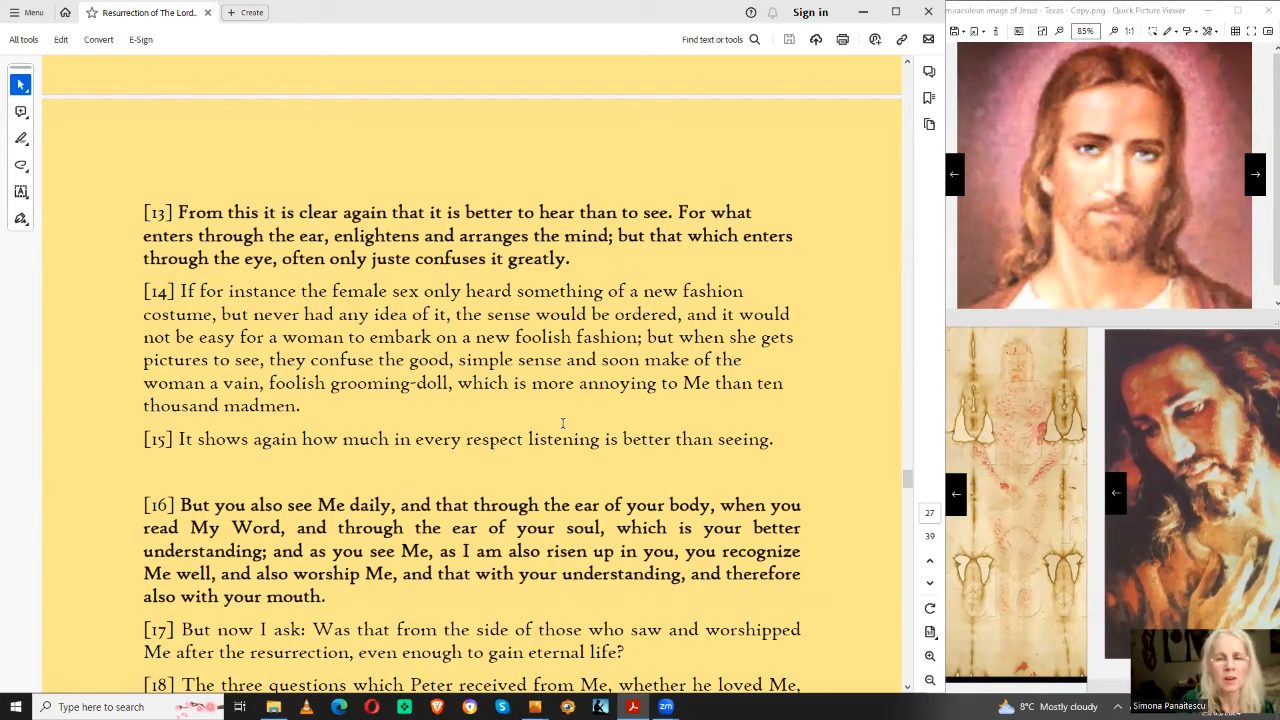 Menu
Resurrection of The Lord...
Create
Sign in
miraculous image of Jesus - Texas - Copy.png - Quick Picture Viewer
All tools Edit Convert E-Sign
Find text or tools
85%
1:1
[13] From this it is clear again that it is better to hear than to see. For what
enters through the ear, enlightens and arranges the mind; but that which enters
through the eye, often only juste confuses it greatly.
[14] If for instance the female sex only heard something of a new fashion
costume, but never had any idea of it, the sense would be ordered, and it would
not be easy for a woman to embark on a new foolish fashion; but when she gets
pictures to see, they confuse the good, simple sense and soon make of the
woman a vain, foolish grooming-doll, which is more annoying to Me than ten
thousand madmen.
[15] It shows again how much in every respect listening is better than seeing.
[16] But you also see Me daily, and that through the ear of your body, when you
read My Word, and through the ear of your soul, which is your better
understanding; and as you see Me, as I am also risen up in you, you recognize
Me well, and also worship Me, and that with your understanding, and therefore
also with your mouth.
[17] But now I ask: Was that from the side of those who saw and worshipped
Me after the resurrection, even enough to gain eternal life?
[18] The three questions which Peter received from Me, whether he loved Me,
27
39
Type here to search
8°C Mostly cloudy
Simona Panaitescu